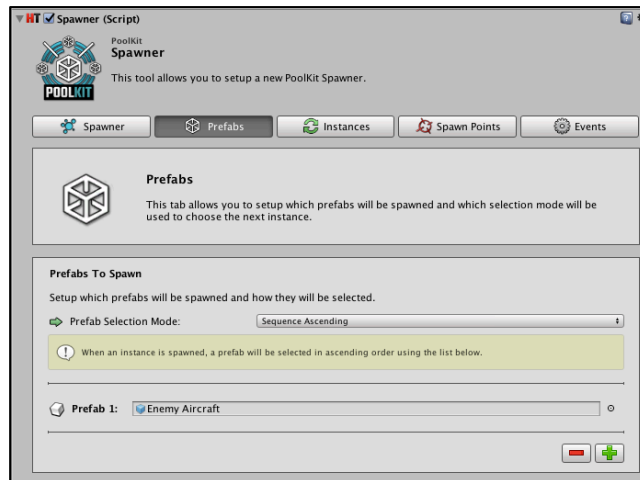 HT Spawner (Script)
PoolKit
Spawner
This tool allows you to setup a new PoolKit Spawner.
POOLKIT
Spawner Prefabs Instances Spawn Points Events
Prefabs
This tab allows you to setup which prefabs will be spawned and which selection mode will be
used to choose the next instance.
Prefabs To Spawn
Setup which prefabs will be spawned and how they will be selected.
Prefab Selection Mode: Sequence Ascending
When an instance is spawned, a prefab will be selected in ascending order using the list below.
Prefab 1: Enemy Aircraft